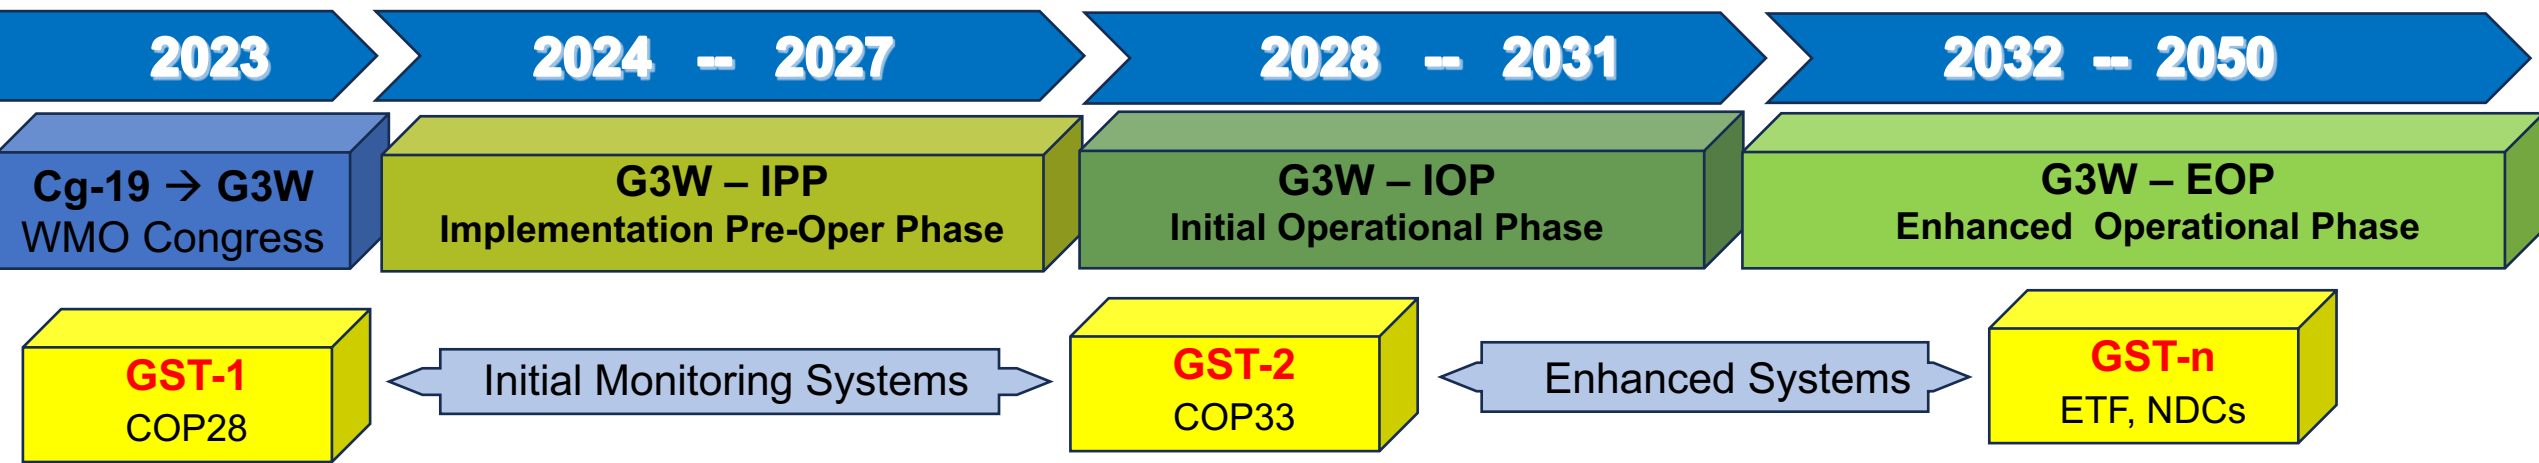 2023
2024 -- 2027
2028 -- 2031
2032 -- 2050
Cg-19 → G3W
WMO Congress
G3W – IPP
Implementation Pre-Oper Phase
G3W – IOP
Initial Operational Phase
G3W – EOP
Enhanced Operational Phase
GST-1
COP28
Initial Monitoring Systems
GST-2
COP33
Enhanced Systems
GST-n
ETF, NDCs